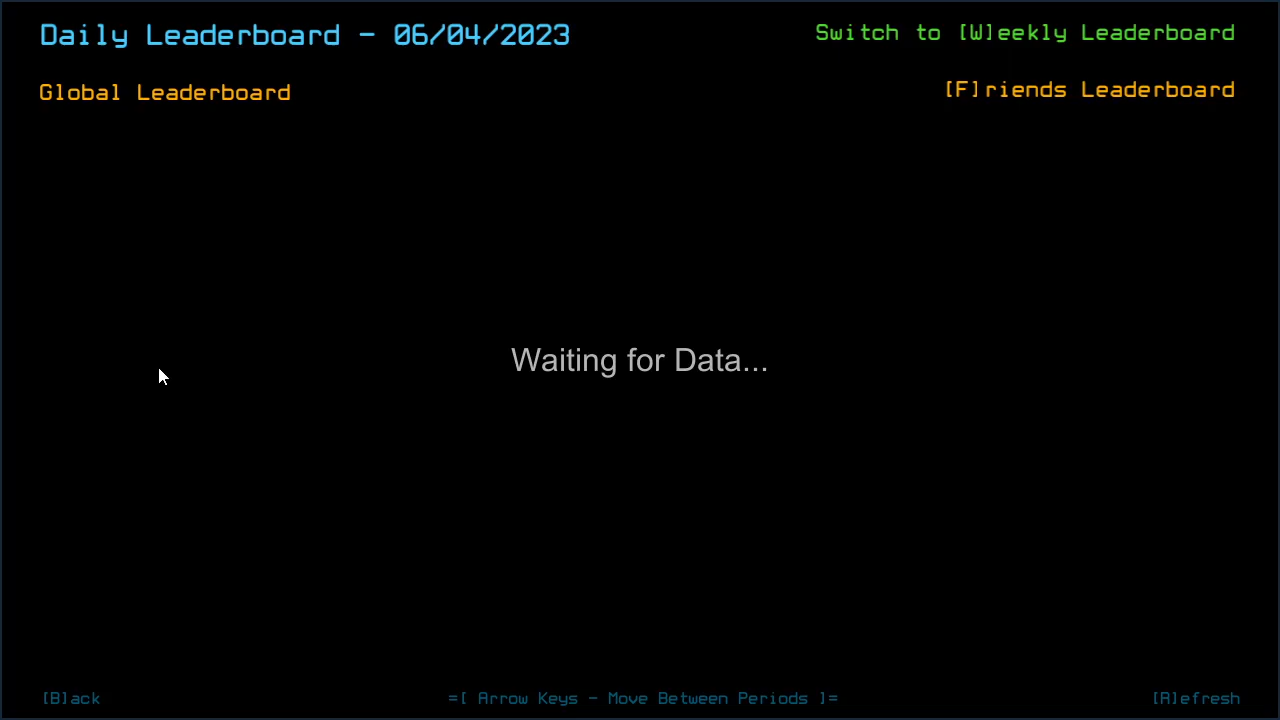 Daily Leaderboard - 06/04/2023
Switch to [W]eekly Leaderboard
Global Leaderboard
[F]riends Leaderboard
Waiting for Data...
[B]ack
=[ Arrow Keys - Move Between Periods ]=
[R]efresh